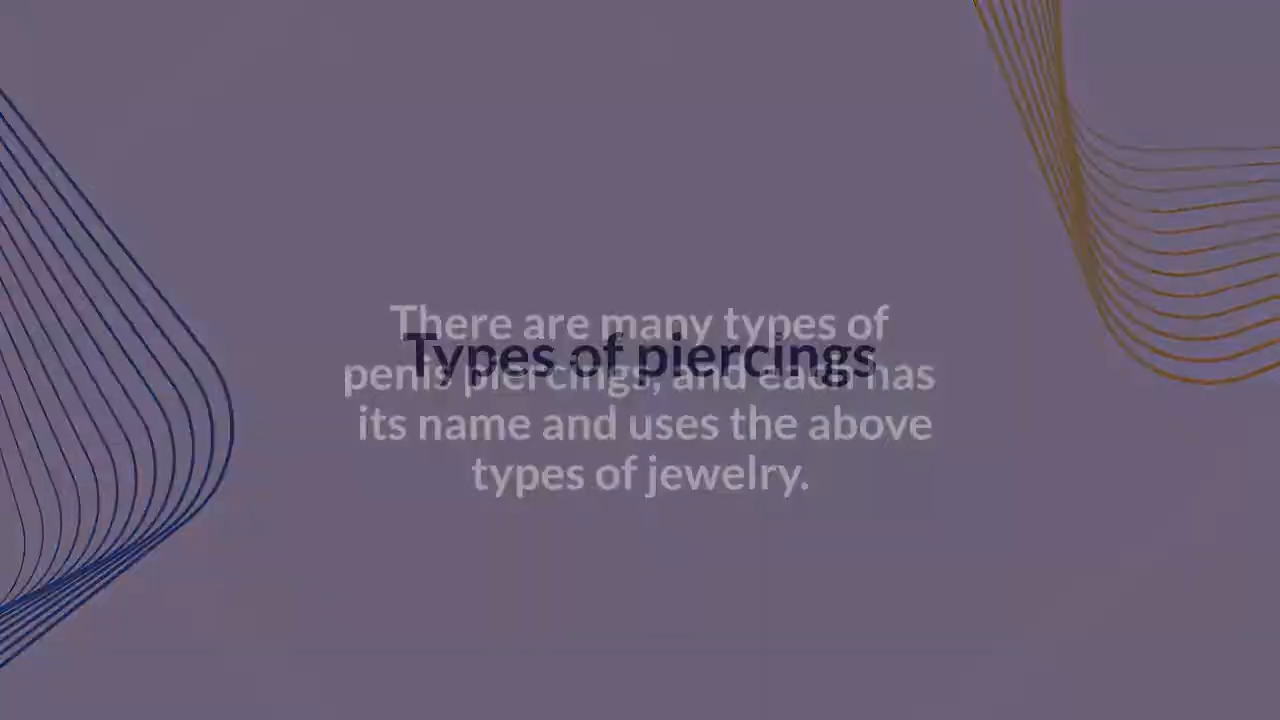 There are many types of
Types of piercings
penis piercings, and each has
its name and uses the above
types of jewelry.